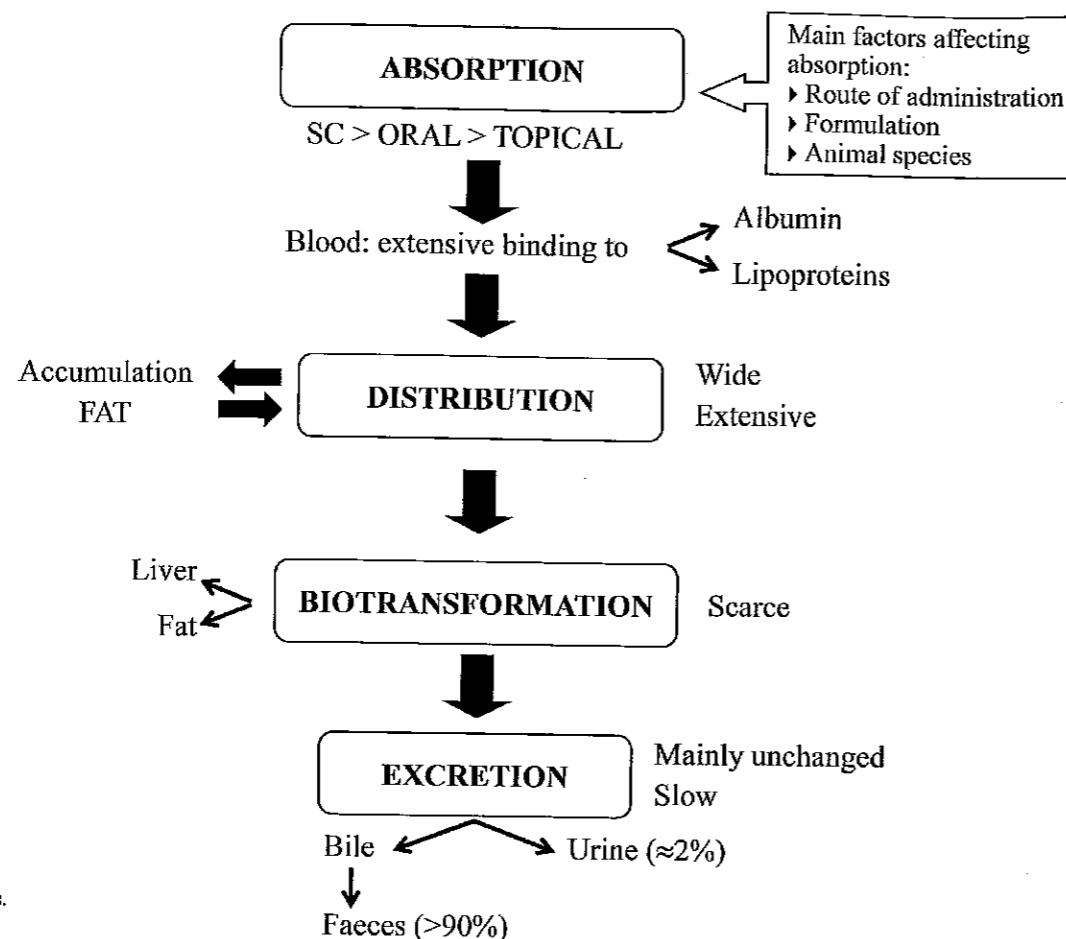 ABSORPTION
Main factors affecting
absorption:
▸ Route of administration
▸ Formulation
▸ Animal species
SC > ORAL > TOPICAL
Blood: extensive binding to
Albumin
Lipoproteins
Accumulation
FAT
DISTRIBUTION
Wide
Extensive
Liver
Fat
BIOTRANSFORMATION
Scarce
EXCRETION
Mainly unchanged
Slow
Bile
Urine (≈2%)
Faeces (>90%)